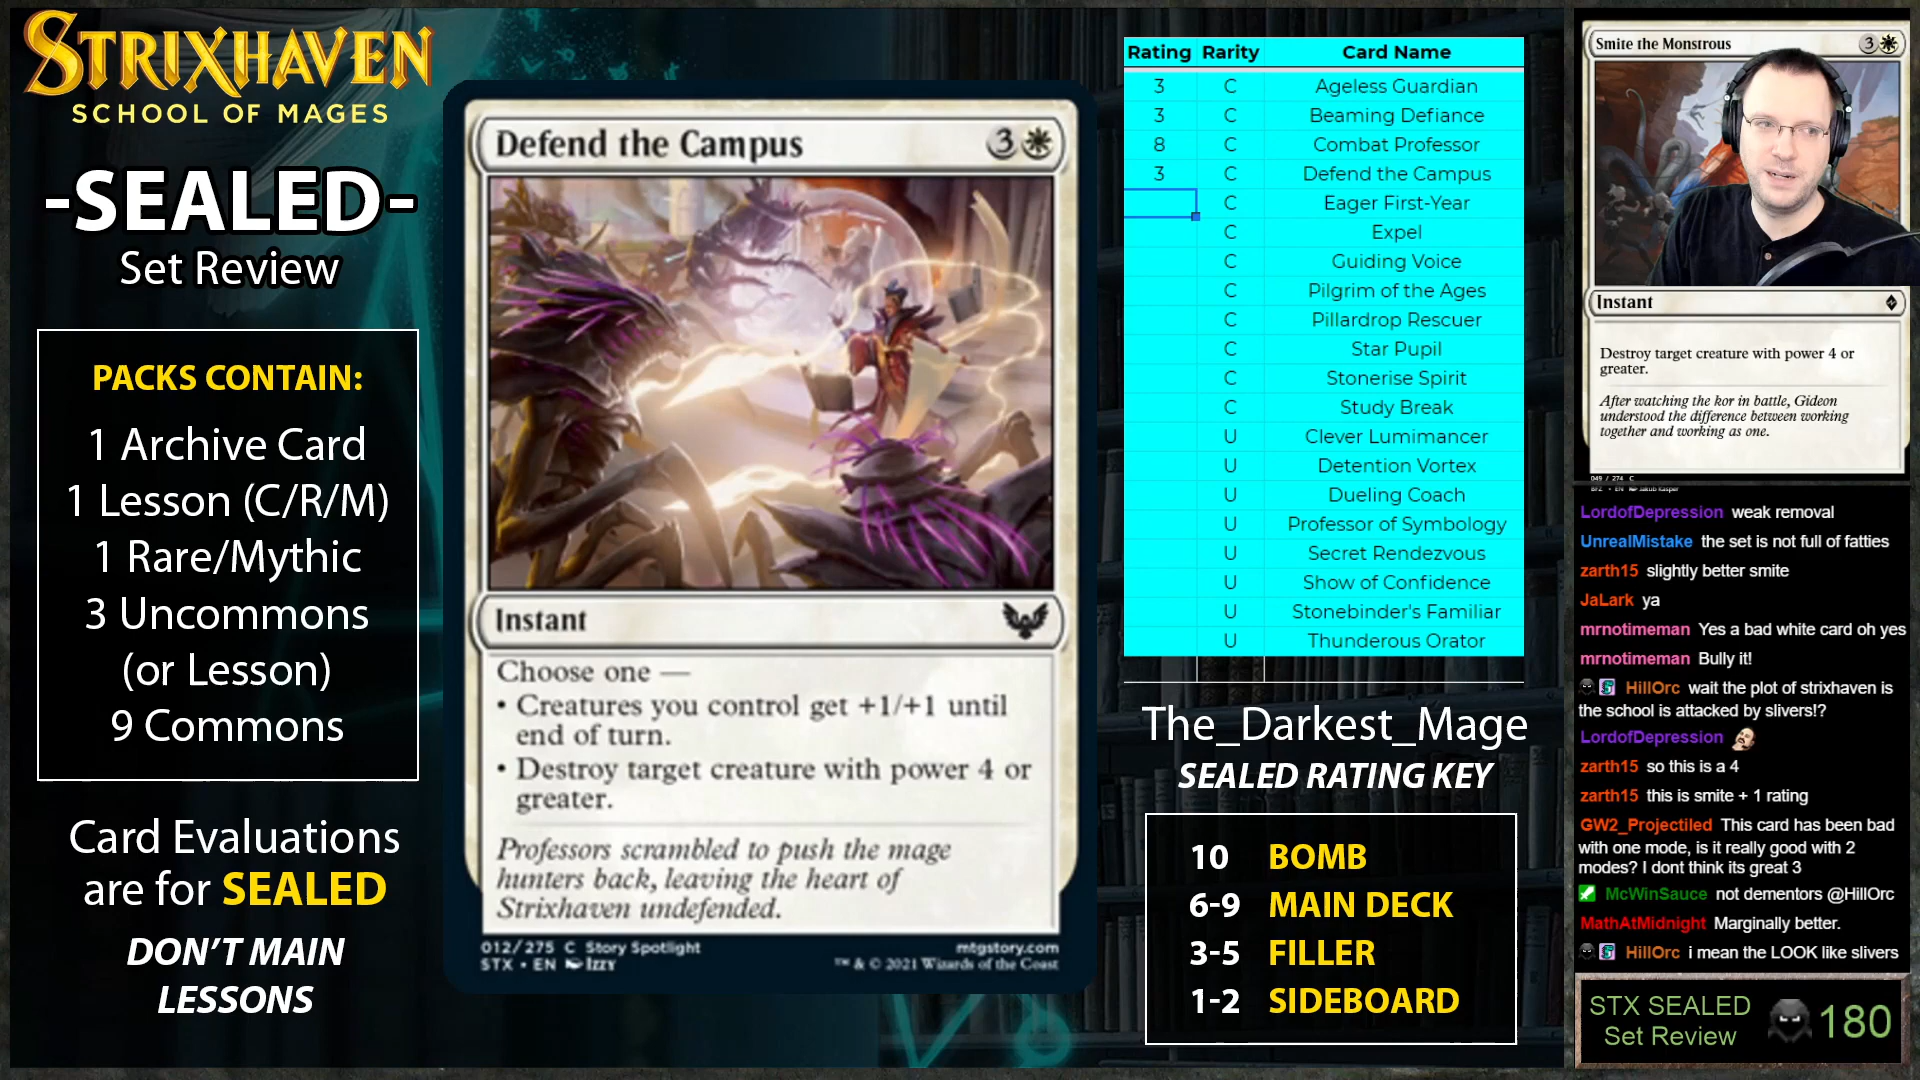 STRIXHAVEN
SCHOOL OF MAGES
-SEALED-
Set Review
PACKS CONTAIN:
1 Archive Card
1 Lesson (C/R/M)
1 Rare/Mythic
3 Uncommons
(or Lesson)
9 Commons
Card Evaluations
are for SEALED
DON'T MAIN
LESSONS
Defend the Campus 3
Instant
Choose one —
• Creatures you control get +1/+1 until
end of turn.
• Destroy target creature with power 4 or
greater.
Professors scrambled to push the mage
hunters back, leaving the heart of
Strixhaven undefended.
012/275 C Story Spotlight
mtgstory.com
STX • EN IZZY
™ & © 2021 Wizards of the Coast
Rating Rarity Card Name
3 C Ageless Guardian
3 C Beaming Defiance
8 C Combat Professor
3 C Defend the Campus
C Eager First-Year
C Expel
C Guiding Voice
C Pilgrim of the Ages
C Pillardrop Rescuer
C Star Pupil
C Stonerise Spirit
C Study Break
U Clever Lumimancer
U Detention Vortex
U Dueling Coach
U Professor of Symbology
U Secret Rendezvous
U Show of Confidence
U Stonebinder's Familiar
U Thunderous Orator
The_Darkest_Mage
SEALED RATING KEY
10 BOMB
6-9 MAIN DECK
3-5 FILLER
1-2 SIDEBOARD
Smite the Monstrous 3
Instant
Destroy target creature with power 4 or
greater.
After watching the kor in battle, Gideon
understood the difference between working
together and working as one.
049 / 274 C
BFZ • EN Jakub Kasper
LordofDepression weak removal
UnrealMistake the set is not full of fatties
zarth15 slightly better smite
JaLark ya
mrnotimeman Yes a bad white card oh yes
mrnotimeman Bully it!
HillOrc wait the plot of strixhaven is
the school is attacked by slivers!?
LordofDepression
zarth15 so this is a 4
zarth15 this is smite + 1 rating
GW2_Projectiled This card has been bad
with one mode, is it really good with 2
modes? I dont think its great 3
McWinSauce not dementors @HillOrc
MathAtMidnight Marginally better.
HillOrc i mean the LOOK like slivers
STX SEALED
Set Review
180